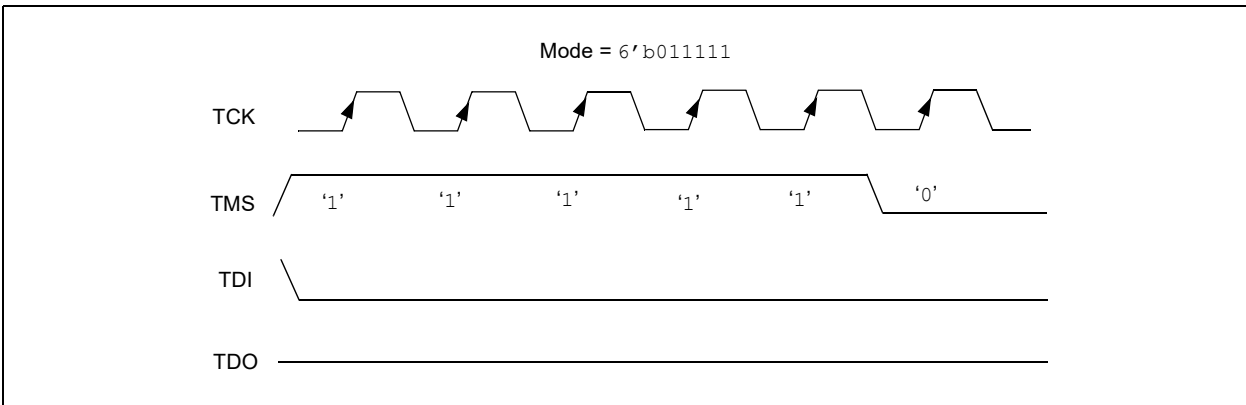 Mode = 6'b011111
TCK
TMS ‘1’ ‘1’ ‘1’ ‘1’ ‘1’ ‘0’
TDI
TDO